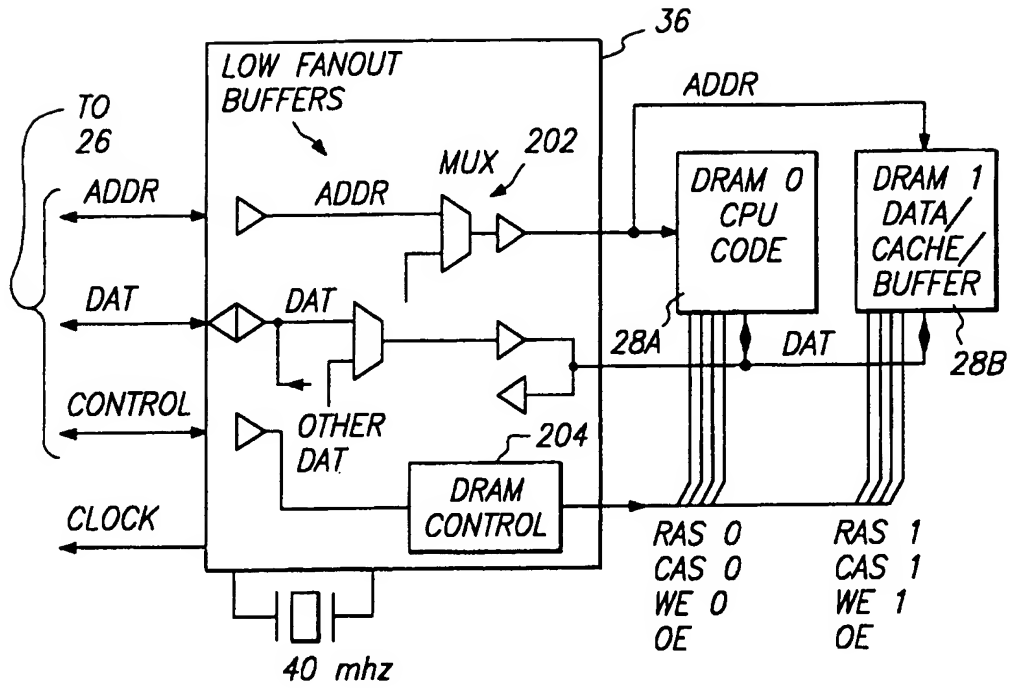 36
LOW FANOUT
BUFFERS
TO
26
ADDR
ADDR
MUX
202
ADDR
DRAM 0
CPU
CODE
DRAM 1
DATA/
CACHE/
BUFFER
DAT
DAT
28A
DAT
28B
CONTROL
OTHER
DAT
204
DRAM
CONTROL
CLOCK
RAS 0
CAS 0
WE 0
OE
RAS 1
CAS 1
WE 1
OE
40 mhz